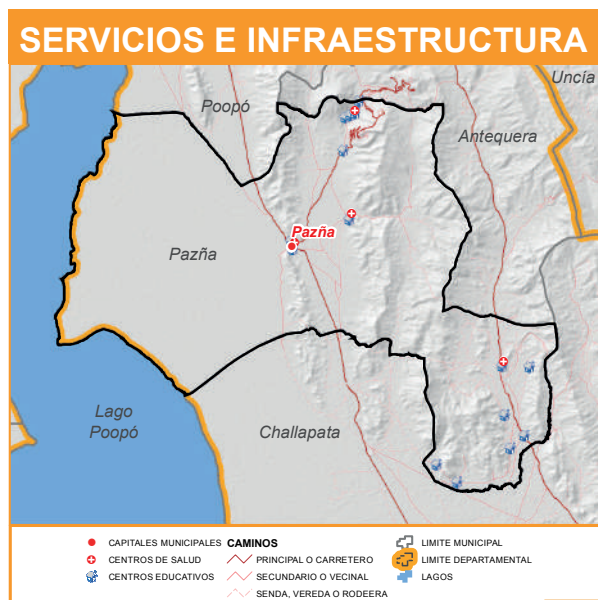 SERVICIOS E INFRAESTRUCTURA
Uncía
Poopó
Antequera
Pazña
Pazña
Lago
Poopó
Challapata
CAPITALES MUNICIPALES
CENTROS DE SALUD
CENTROS EDUCATIVOS
CAMINOS
PRINCIPAL O CARRETERO
SECUNDARIO O VECINAL
SENDA, VEREDA O RODEERA
LIMITE MUNICIPAL
LIMITE DEPARTAMENTAL
LAGOS